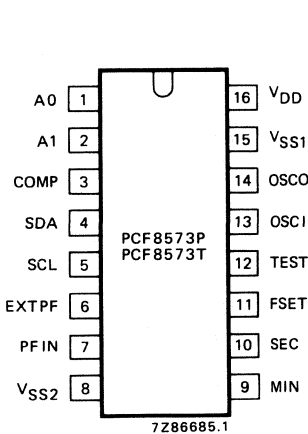 A0 1 16 VDD
A1 2 15 VSS1
COMP 3 14 OSCO
SDA 4 13 OSCI
PCF8573P
PCF8573T
SCL 5 12 TEST
EXTPF 6 11 FSET
PFIN 7 10 SEC
VSS2 8 9 MIN
7Z86685.1